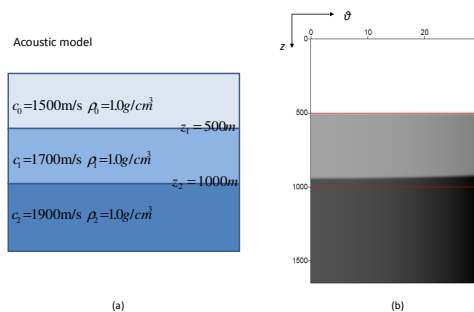 Acoustic model
c₀=1500m/s ρ₀=1.0g/cm³
z₁ = 500m
c₁=1700m/s ρ₁=1.0g/cm³
z₂ = 1000m
c₂=1900m/s ρ₂=1.0g/cm³
(a)
ϑ
z
0 10 20
0
500
1000
1500
(b)